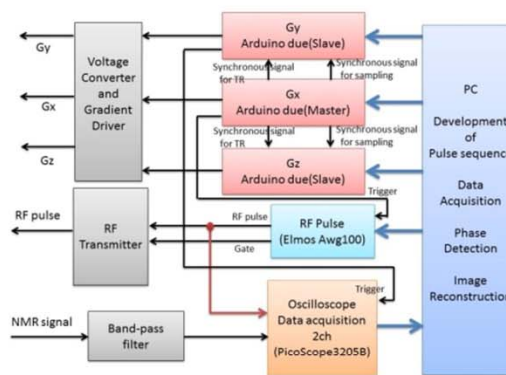 Gy
Gx
Gz
RF pulse
NMR signal
Voltage
Converter
and
Gradient
Driver
RF
Transmitter
Band-pass
filter
Gy
Arduino due(Slave)
Synchronous signal
for TR
Synchronous signal
for sampling
Gx
Arduino due(Master)
Synchronous signal
for TR
Synchronous signal
for sampling
Gz
Arduino due(Slave)
Trigger
RF pulse
Gate
RF Pulse
(Elmos Awg100)
Trigger
Oscilloscope
Data acquisition
2ch
(PicoScope3205B)
PC
Development
of
Pulse sequence
Data
Acquisition
Phase
Detection
Image
Reconstruction